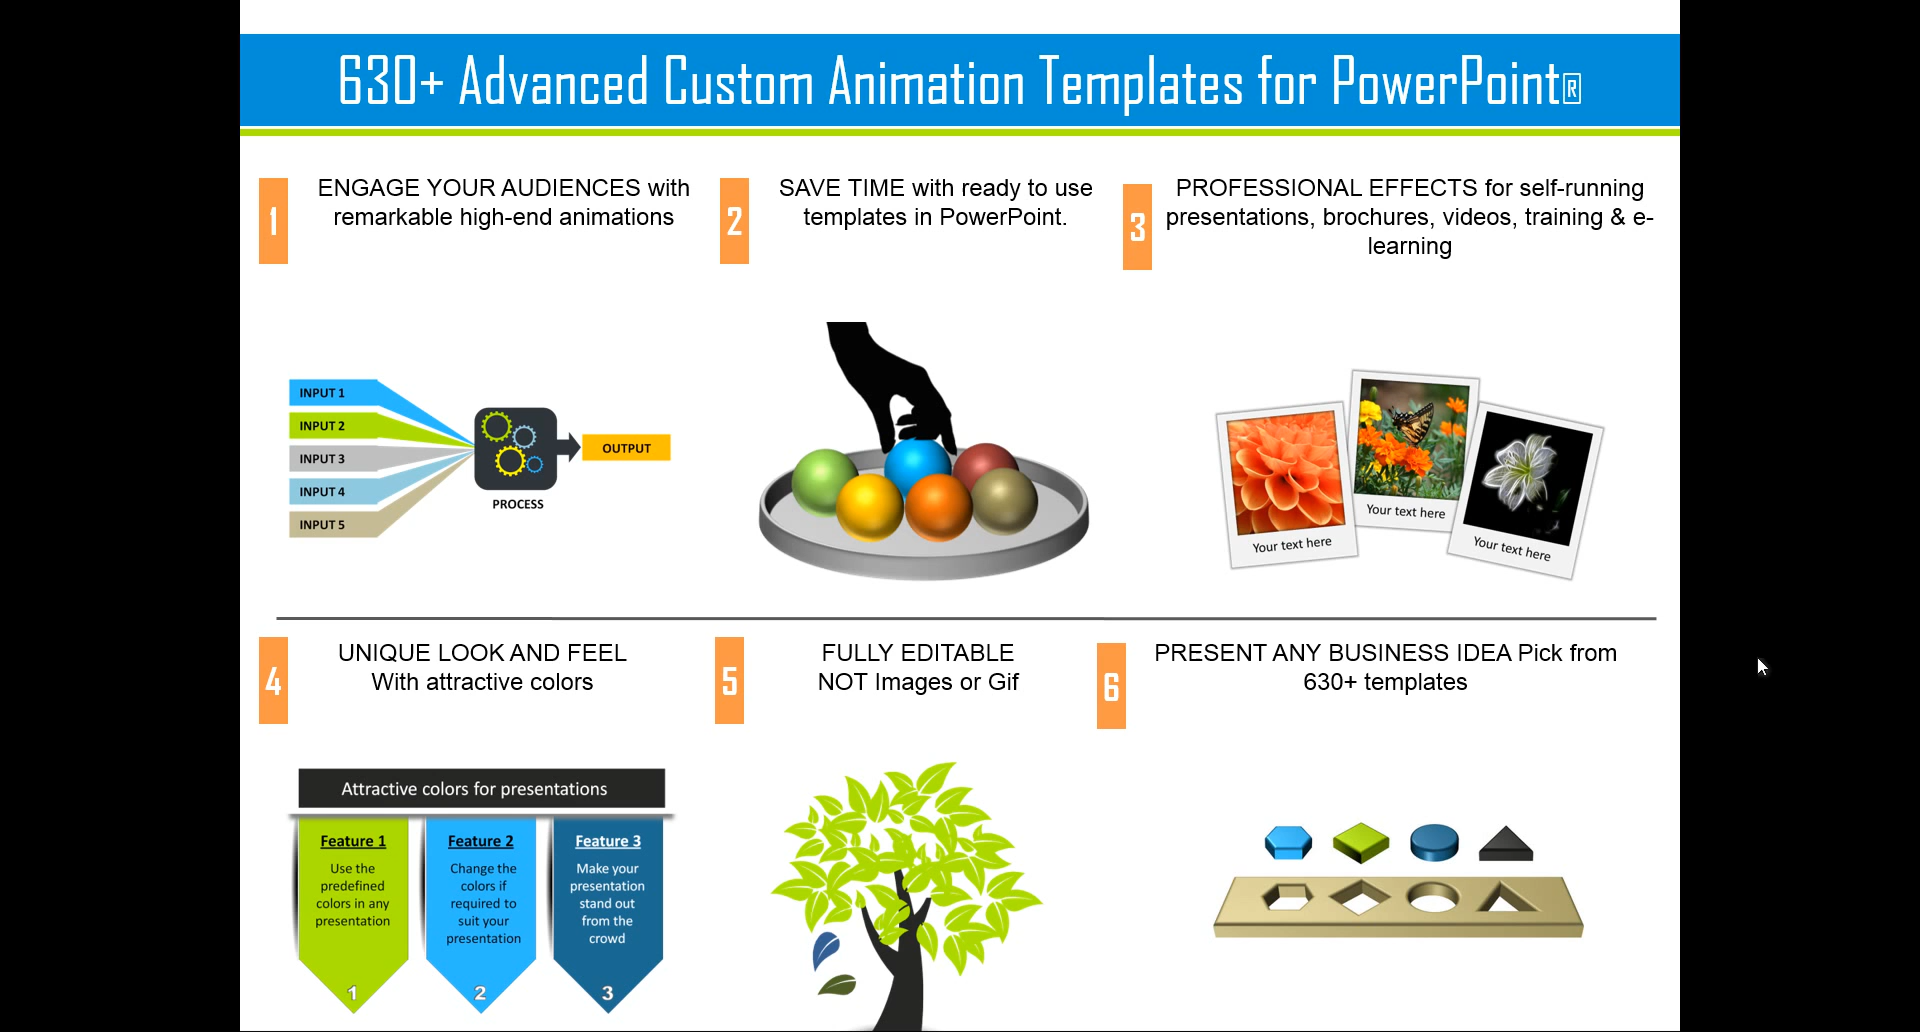 630+ Advanced Custom Animation Templates for PowerPoint®
1
ENGAGE YOUR AUDIENCES with
remarkable high-end animations
2
SAVE TIME with ready to use
templates in PowerPoint.
3
PROFESSIONAL EFFECTS for self-running
presentations, brochures, videos, training & e-
learning
INPUT 1
INPUT 2
INPUT 3
INPUT 4
INPUT 5
PROCESS
OUTPUT
Your text here
Your text here
Your text here
4
UNIQUE LOOK AND FEEL
With attractive colors
5
FULLY EDITABLE
NOT Images or Gif
6
PRESENT ANY BUSINESS IDEA Pick from
630+ templates
Attractive colors for presentations
Feature 1
Use the
predefined
colors in any
presentation
1
Feature 2
Change the
colors if
required to
suit your
presentation
2
Feature 3
Make your
presentation
stand out
from the
crowd
3